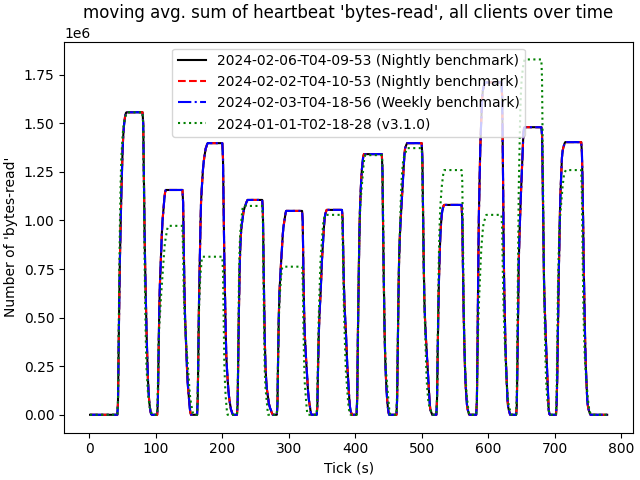 moving avg. sum of heartbeat 'bytes-read', all clients over time
1e6
2024-02-06-T04-09-53 (Nightly benchmark)
2024-02-02-T04-10-53 (Nightly benchmark)
2024-02-03-T04-18-56 (Weekly benchmark)
2024-01-01-T02-18-28 (v3.1.0)
Number of 'bytes-read'
1.75
1.50
1.25
1.00
0.75
0.50
0.25
0.00
0 100 200 300 400 500 600 700 800
Tick (s)